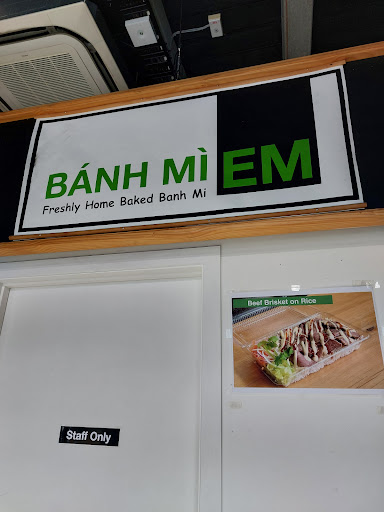 BÁNH MÌ EM
Freshly Home Baked Banh Mi
Beef Brisket on Rice
Staff Only